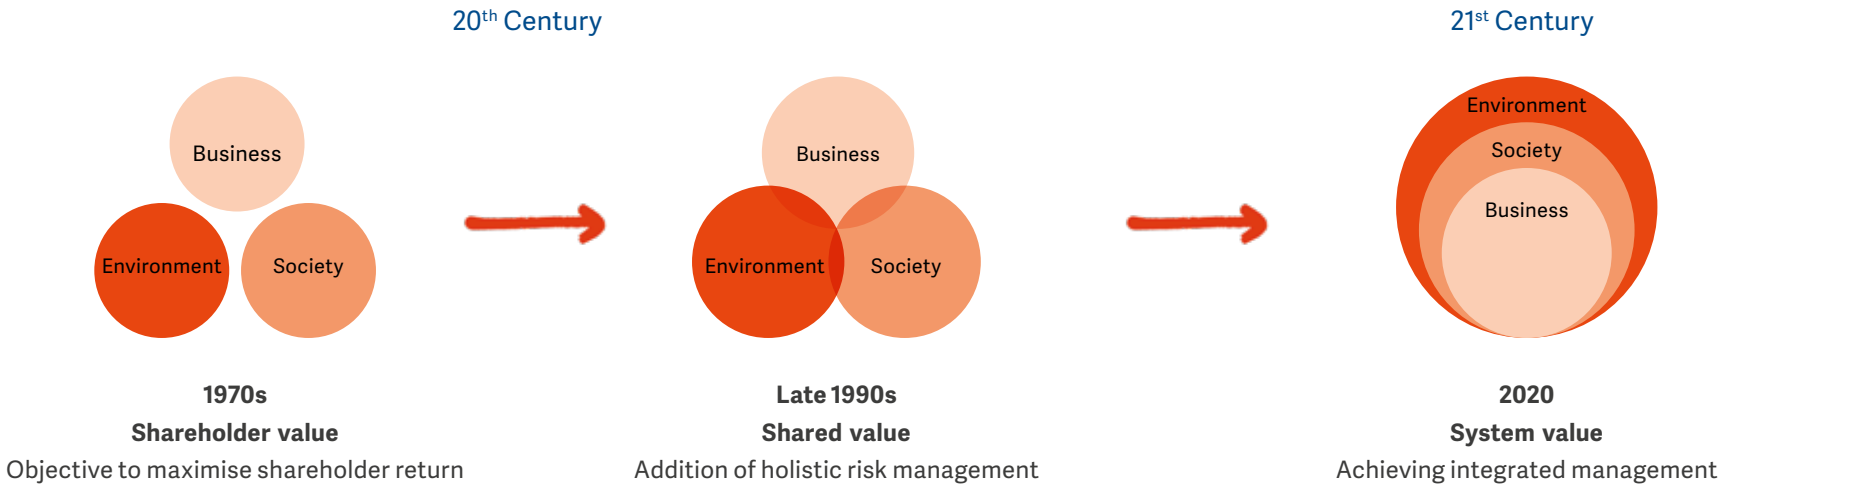 20th Century
21st Century
Business
Environment
Society
Business
Environment
Society
Environment
Society
Business
1970s
Shareholder value
Objective to maximise shareholder return
Late 1990s
Shared value
Addition of holistic risk management
2020
System value
Achieving integrated management